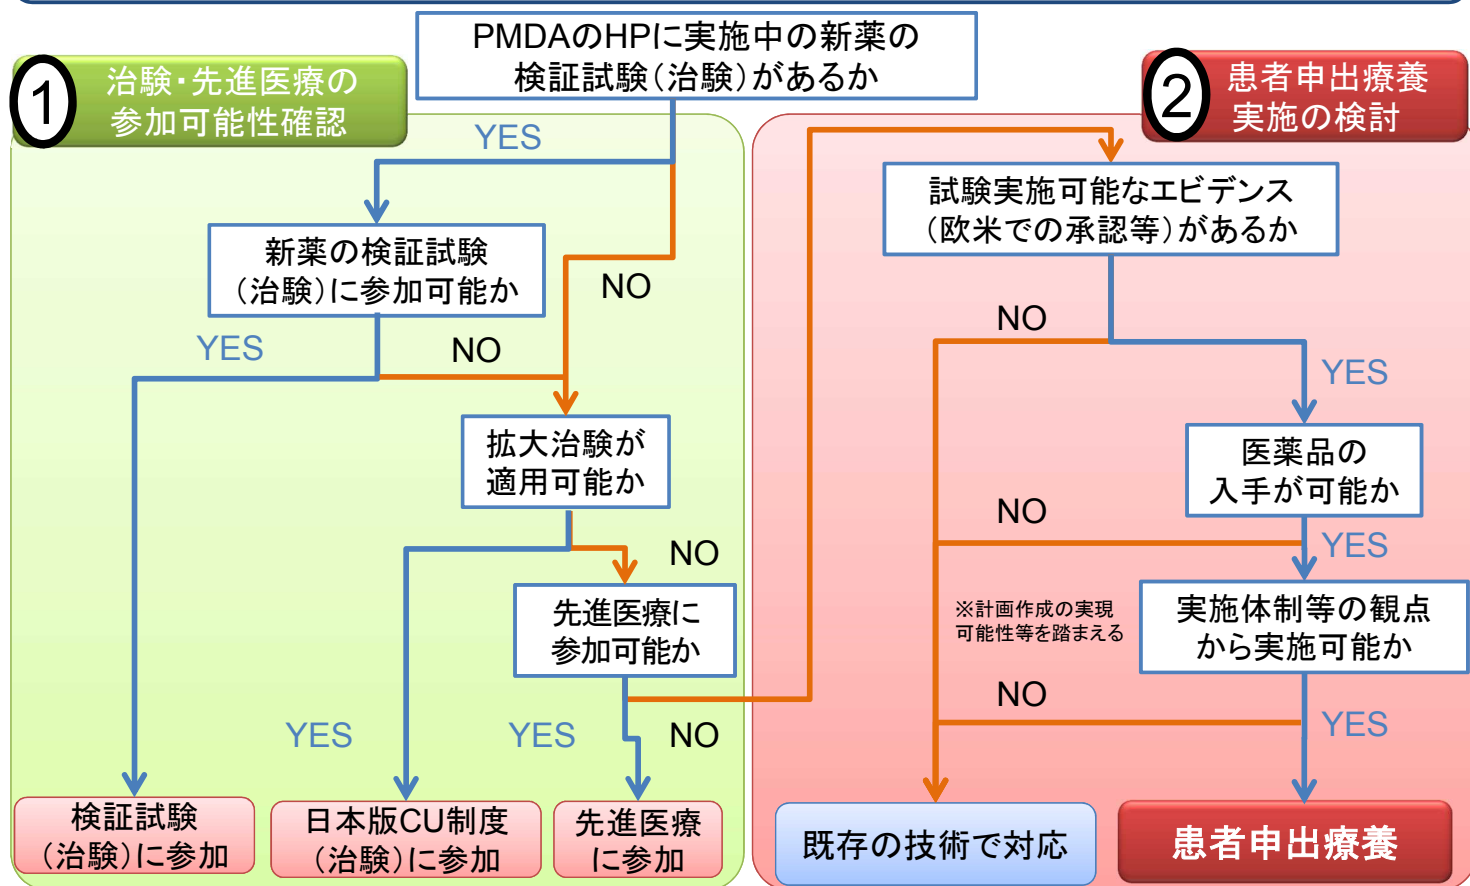 PMDAのHPに実施中の新薬の
検証試験（治験）があるか
1
治験・先進医療の
参加可能性確認
YES
NO
新薬の検証試験
（治験）に参加可能か
YES
NO
拡大治験が
適用可能か
NO
先進医療に
参加可能か
YES
YES
NO
検証試験
（治験）に参加
日本版CU制度
（治験）に参加
先進医療
に参加
2
患者申出療養
実施の検討
試験実施可能なエビデンス
（欧米での承認等）があるか
NO
YES
医薬品の
入手が可能か
NO
YES
※計画作成の実現
可能性等を踏まえる
実施体制等の観点
から実施可能か
NO
YES
既存の技術で対応
患者申出療養